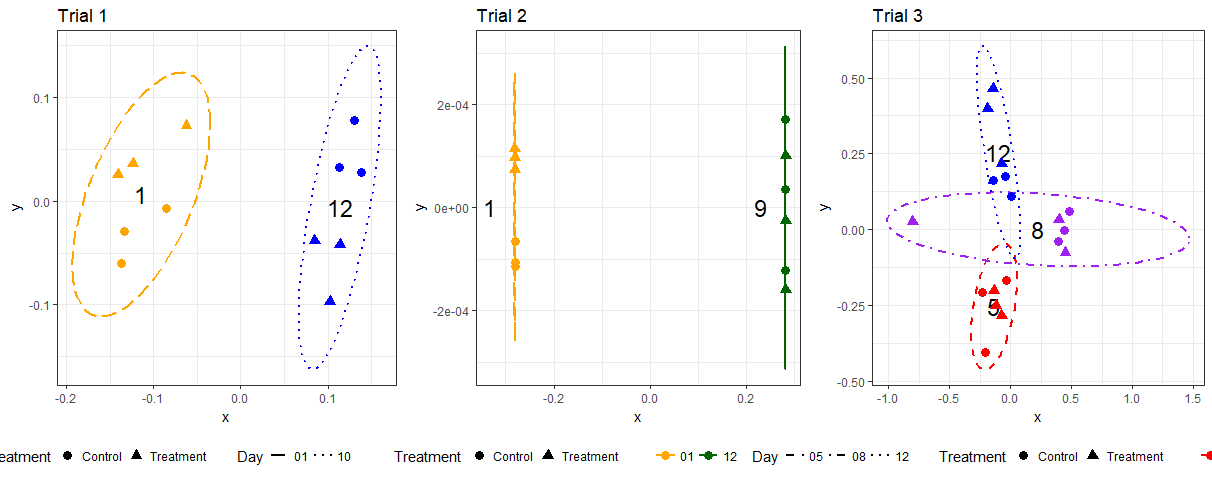 Trial 1
Trial 2
Trial 3
0.1
0.0
-0.1
y
1
12
-0.2
-0.1
0.0
0.1
x
2e-04
0e+00
-2e-04
y
1
9
-0.2
0.0
0.2
x
0.50
0.25
0.00
-0.25
-0.50
y
12
8
5
-1.0
-0.5
0.0
0.5
1.0
1.5
x
eatment Control Treatment Day 01 10 Treatment Control Treatment 01 12 Day 05 08 12 Treatment Control Treatment